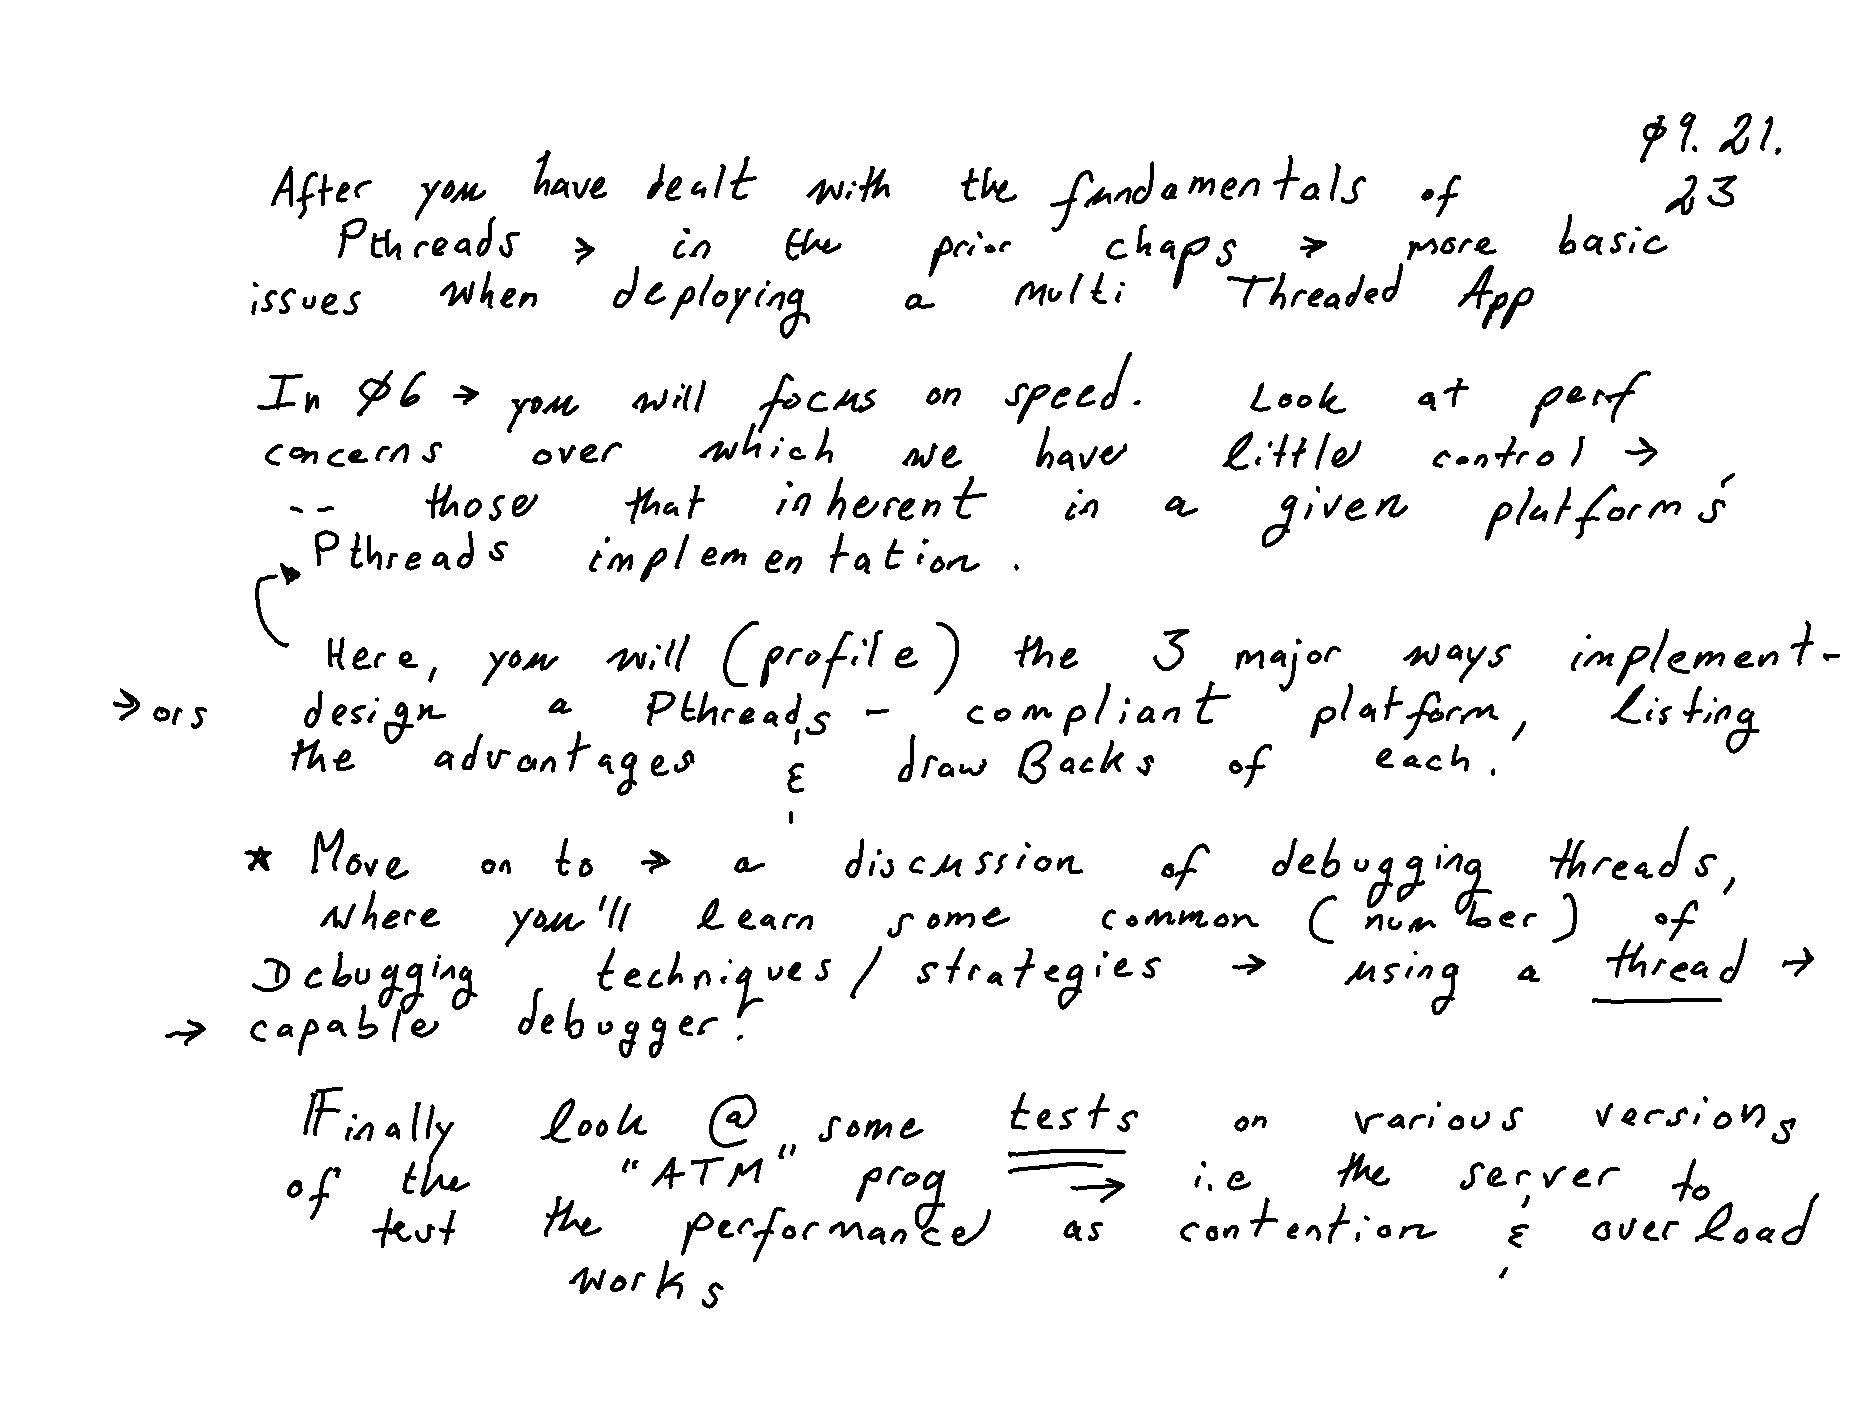 ø9. 21.
23
After you have dealt with the fundamentals of
Pthreads → in the prior chaps → more basic
issues when deploying a multi Threaded App
In ø6 → you will focus on speed. Look at perf
concerns over which we have little control →
-- those that inherent in a given platform's
Pthreads implementation.
Here, you will (profile) the 3 major ways implement-
→ ors design a Pthreads - compliant platform, listing
the advantages & drawBacks of each.
* Move on to → a discussion of debugging threads,
where you'll learn some common (number) of
Debugging techniques / strategies → using a thread →
→ capable debugger.
Finally look @ some tests on various versions
of the "ATM" prog → i.e the server to
test the performance as contention & overload
works